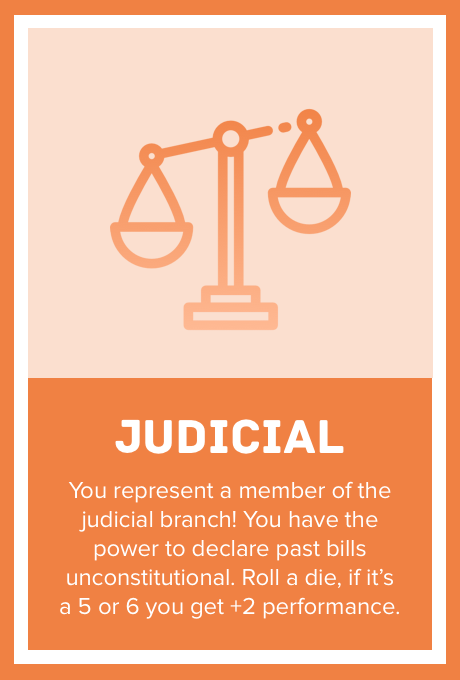 JUDICIAL
You represent a member of the
judicial branch! You have the
power to declare past bills
unconstitutional. Roll a die, if it’s
a 5 or 6 you get +2 performance.